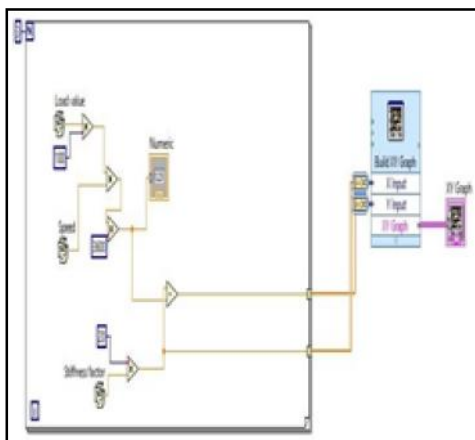 Load value
Numeric
Speed
Stiffness factor
Build XY Graph
X Input
Y Input
XY Graph
XY Graph